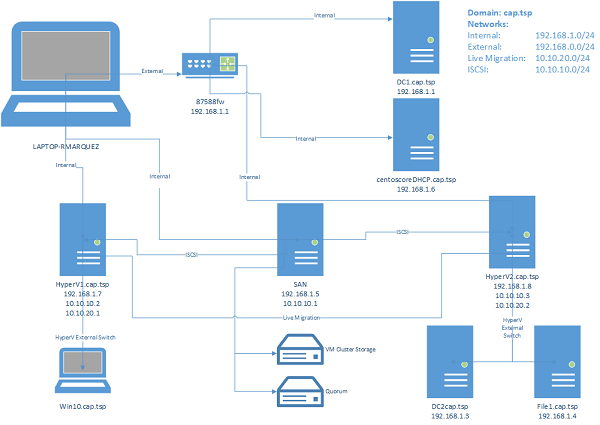 Domain: cap.tsp
Networks:
Internal: 192.168.1.0/24
External: 192.168.0.0/24
Live Migration: 10.10.20.0/24
ISCSI: 10.10.10.0/24
Internal
External
87588fw
192.168.1.1
DC1.cap.tsp
192.168.1.1
LAPTOP-RMARQUEZ
Internal
centoscoreDHCP.cap.tsp
192.168.1.6
Internal
Internal
Internal
ISCSI
ISCSI
HyperV1.cap.tsp
192.168.1.7
10.10.10.2
10.10.20.1
SAN
192.168.1.5
10.10.10.1
HyperV2.cap.tsp
192.168.1.8
10.10.10.3
10.10.20.2
Live Migration
HyperV External Switch
HyperV
External
Switch
VM Cluster Storage
Quorum
Win10.cap.tsp
DC2cap.tsp
192.168.1.3
File1.cap.tsp
192.168.1.4